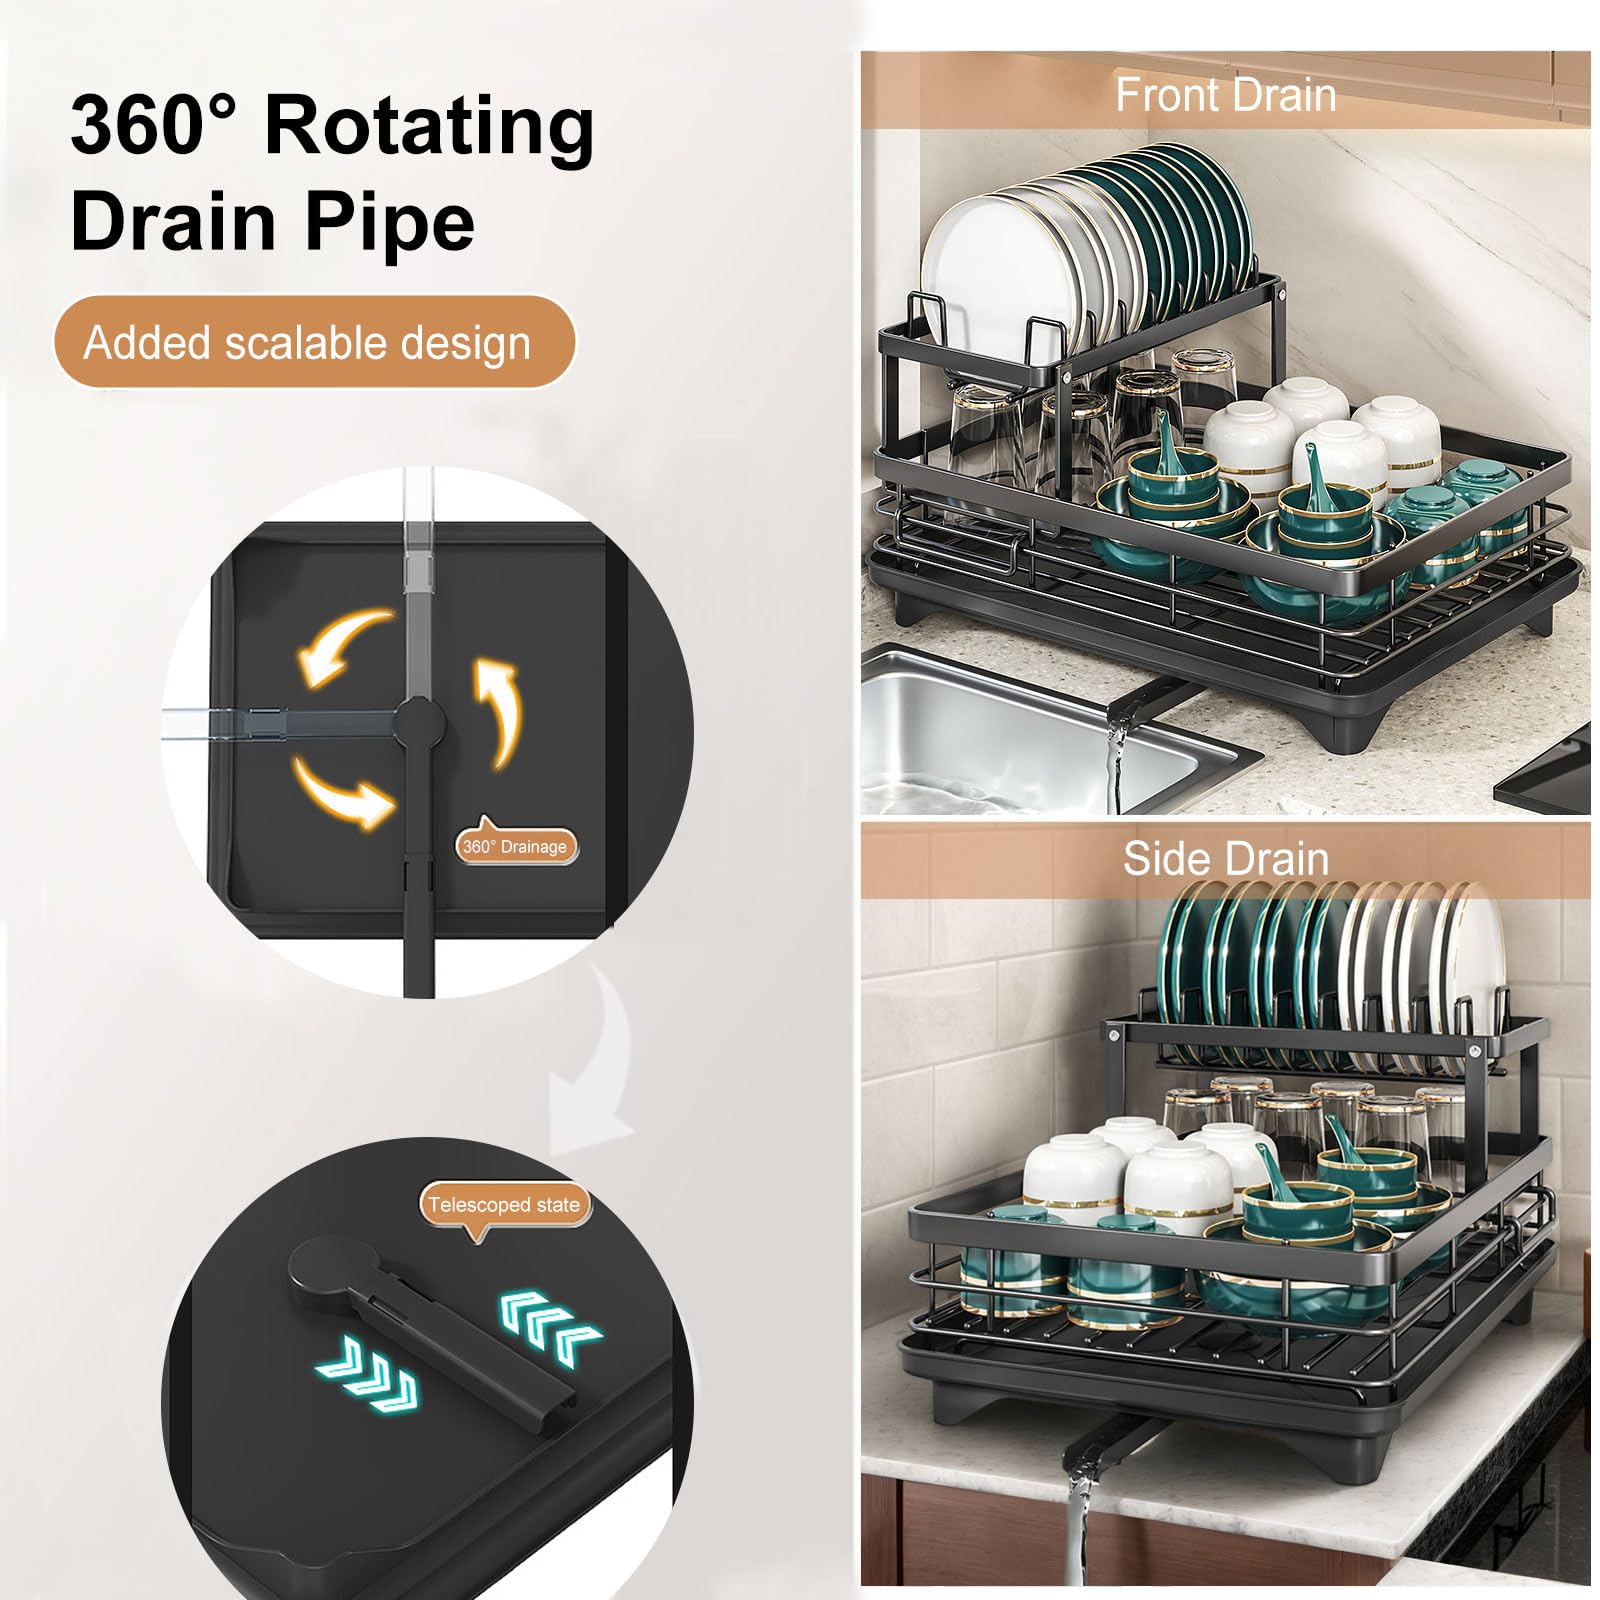 360° Rotating
Drain Pipe
Added scalable design
360° Drainage
Telescoped state
Front Drain
Side Drain